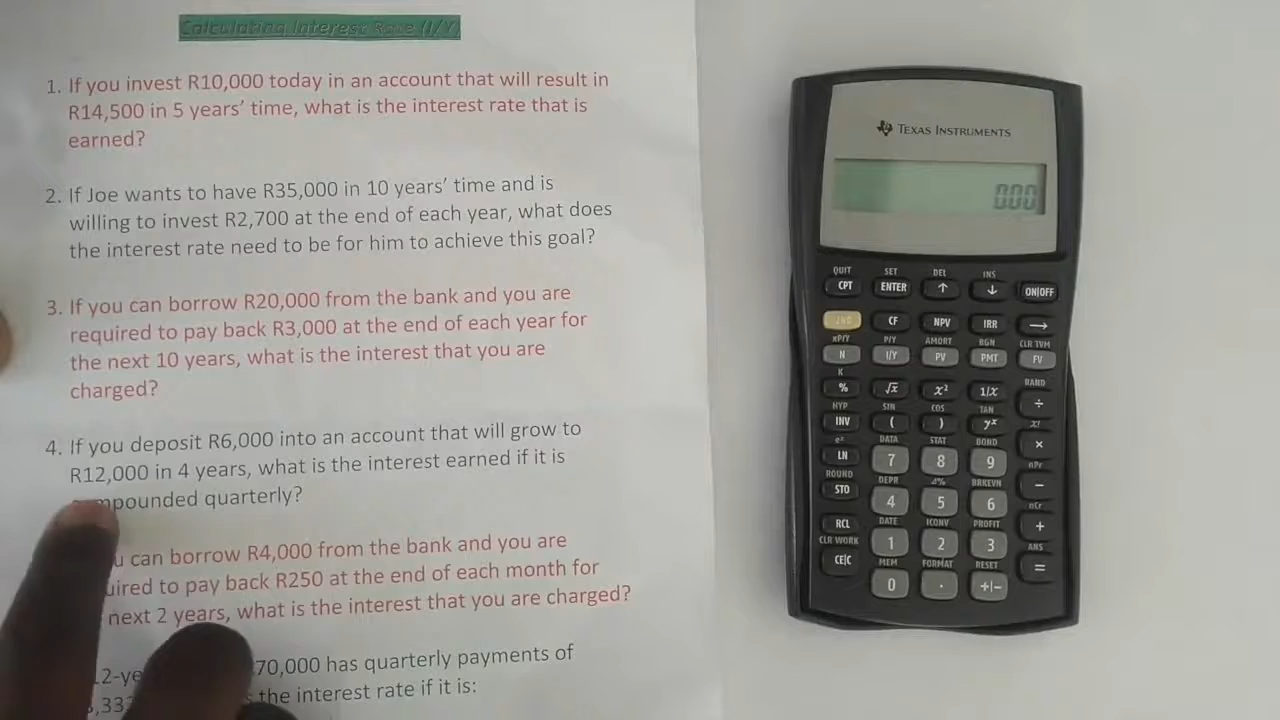 Calculating Interest Rate (I/Y)
1. If you invest R10,000 today in an account that will result in
R14,500 in 5 years' time, what is the interest rate that is
earned?
2. If Joe wants to have R35,000 in 10 years' time and is
willing to invest R2,700 at the end of each year, what does
the interest rate need to be for him to achieve this goal?
3. If you can borrow R20,000 from the bank and you are
required to pay back R3,000 at the end of each year for
the next 10 years, what is the interest that you are
charged?
4. If you deposit R6,000 into an account that will grow to
R12,000 in 4 years, what is the interest earned if it is
mpounded quarterly?
u can borrow R4,000 from the bank and you are
uired to pay back R250 at the end of each month for
next 2 years, what is the interest that you are charged?
2-ye 70,000 has quarterly payments of
,33 the interest rate if it is:
TEXAS INSTRUMENTS
000
QUIT SET DEL INS
CPT ENTER ↑ ↓ ON|OFF
2ND CF NPV IRR →
xP/Y P/Y AMORT BGN CLR TVM
N I/Y PV PMT FV
K RAND
% √x x² 1/x ÷
HYP SIN COS TAN x!
INV ( ) yˣ ×
eˣ DATA STAT BOND nPr
LN 7 8 9 −
ROUND DEPR Δ% BRKEVN nCr
STO 4 5 6 +
DATE ICONV PROFIT ANS
RCL 1 2 3 =
CLR WORK MEM FORMAT RESET
CE|C 0 . +|−